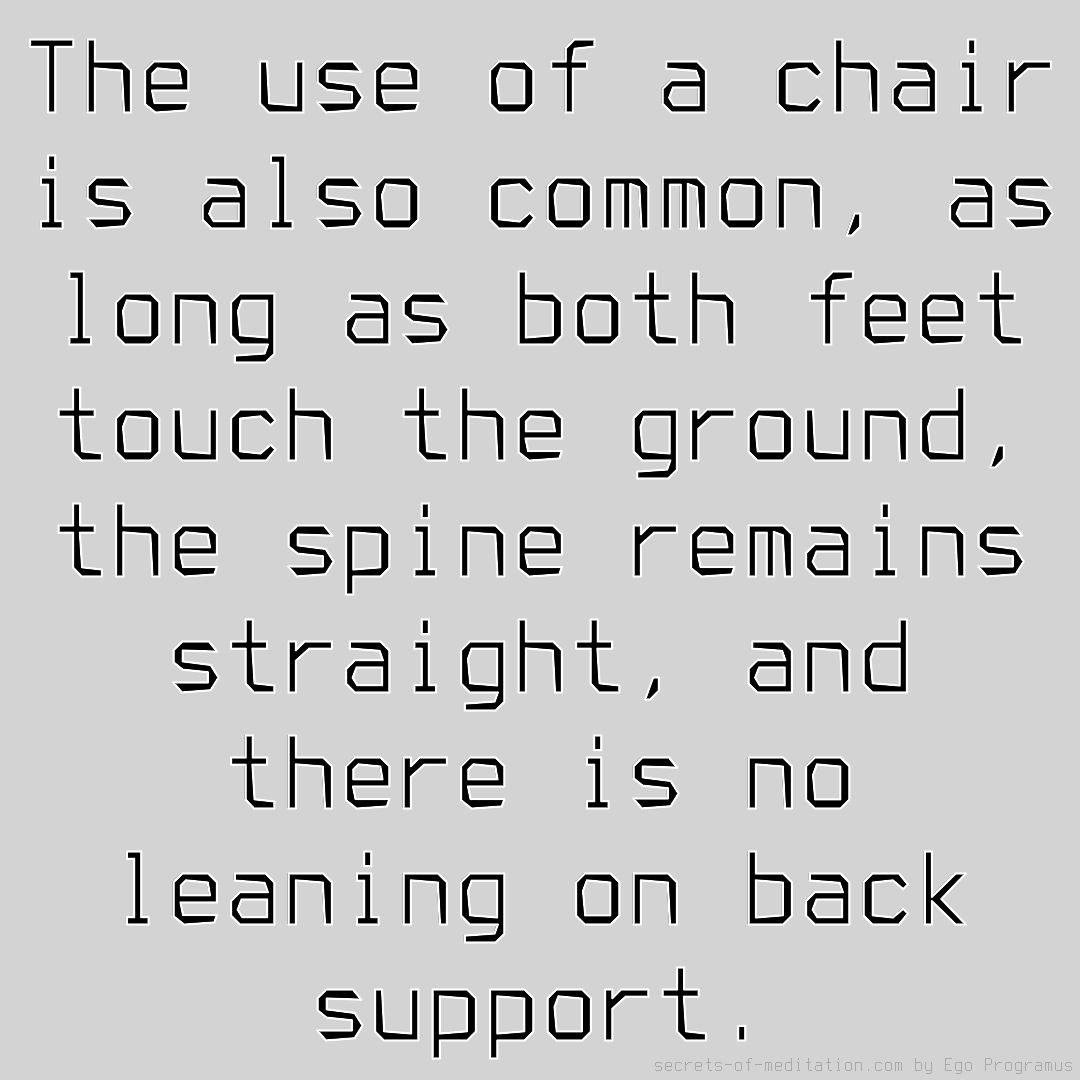 The use of a chair
is also common, as
long as both feet
touch the ground,
the spine remains
straight, and
there is no
leaning on back
support.
secrets-of-meditation.com by Ego Programus